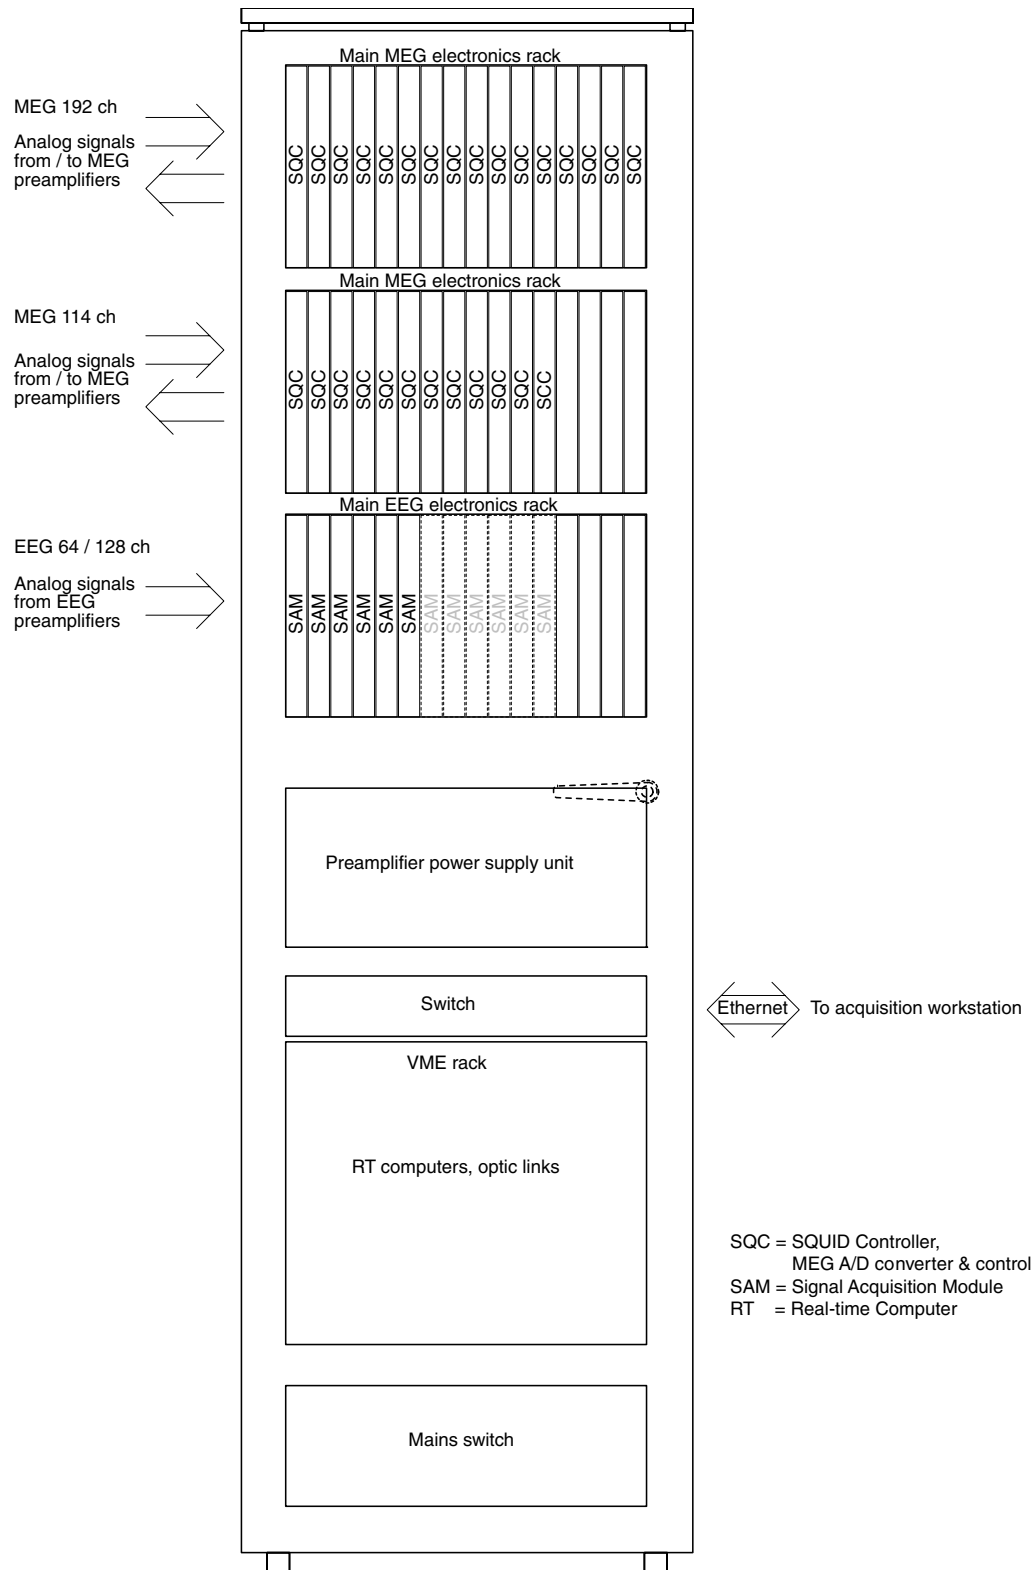 Main MEG electronics rack
MEG 192 ch
Analog signals
from / to MEG
preamplifiers
SQC SQC SQC SQC SQC SQC SQC SQC SQC SQC SQC SQC SQC SQC SQC SQC
Main MEG electronics rack
MEG 114 ch
Analog signals
from / to MEG
preamplifiers
SQC SQC SQC SQC SQC SQC SQC SQC SQC SQC SQC SCC
Main EEG electronics rack
EEG 64 / 128 ch
Analog signals
from EEG
preamplifiers
SAM SAM SAM SAM SAM SAM SAM SAM SAM SAM SAM SAM
Preamplifier power supply unit
Switch
Ethernet
To acquisition workstation
VME rack
RT computers, optic links
SQC = SQUID Controller,
MEG A/D converter & control
SAM = Signal Acquisition Module
RT = Real-time Computer
Mains switch